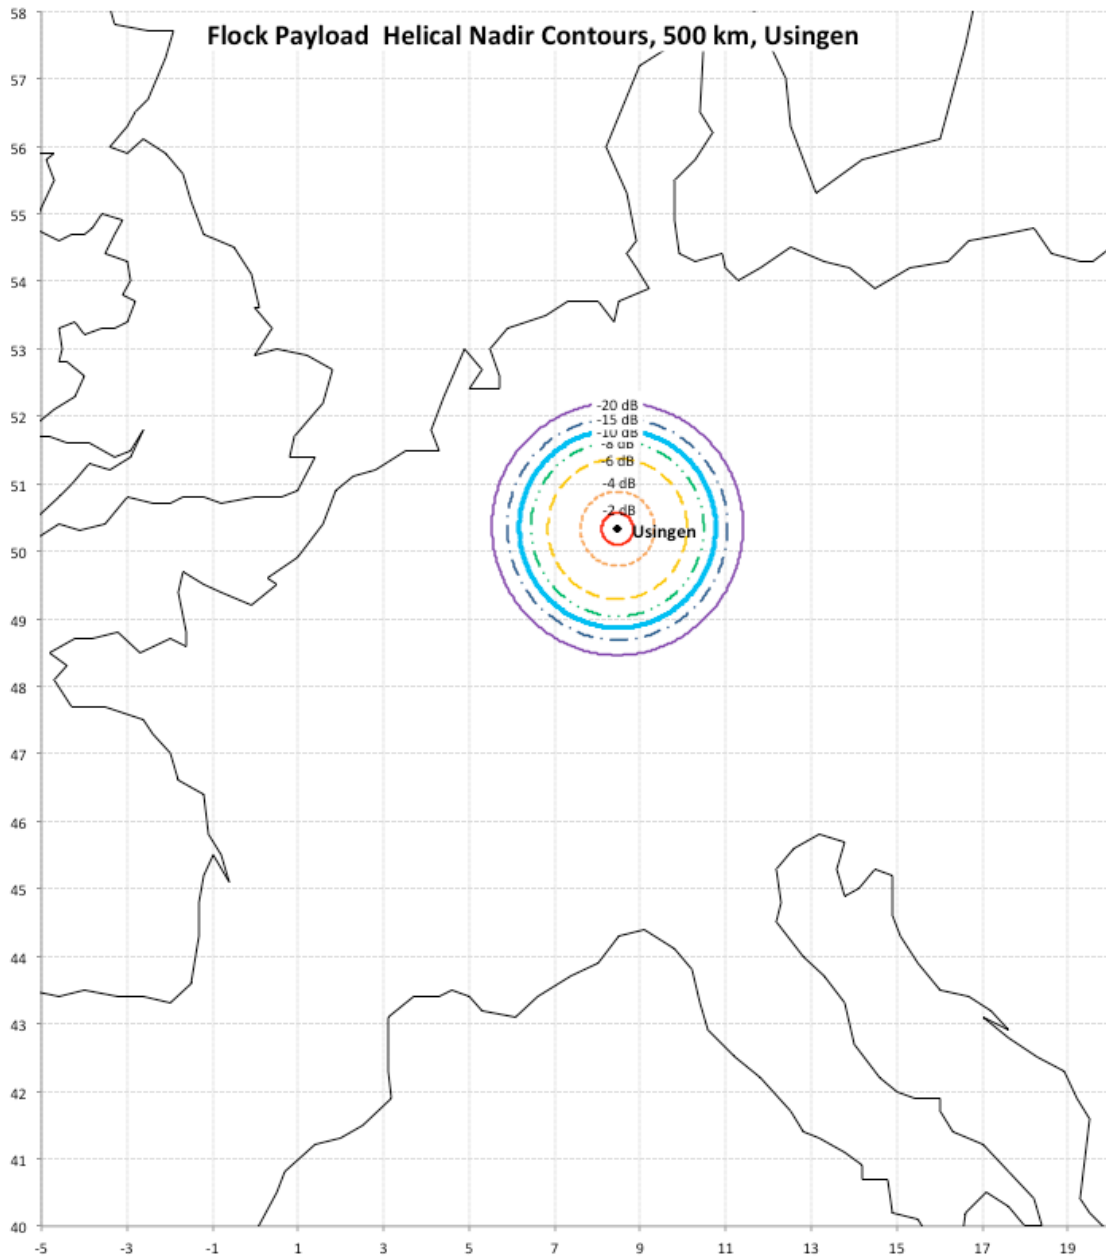 Flock Payload Helical Nadir Contours, 500 km, Usingen
58
57
56
55
54
53
52
51
50
49
48
47
46
45
44
43
42
41
40
-20 dB
-15 dB
-10 dB
-8 dB
-6 dB
-4 dB
-2 dB
Usingen
-5 -3 -1 1 3 5 7 9 11 13 15 17 19